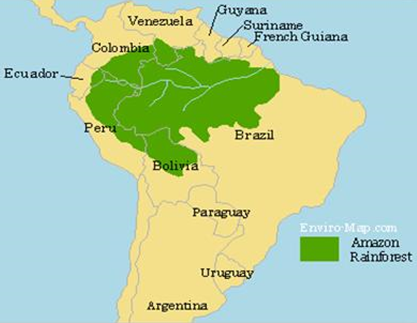 Guyana
Venezuela
Suriname
French Guiana
Colombia
Ecuador
Peru
Brazil
Bolivia
Paraguay
Enviro-Map.com
Amazon
Rainforest
Uruguay
Argentina